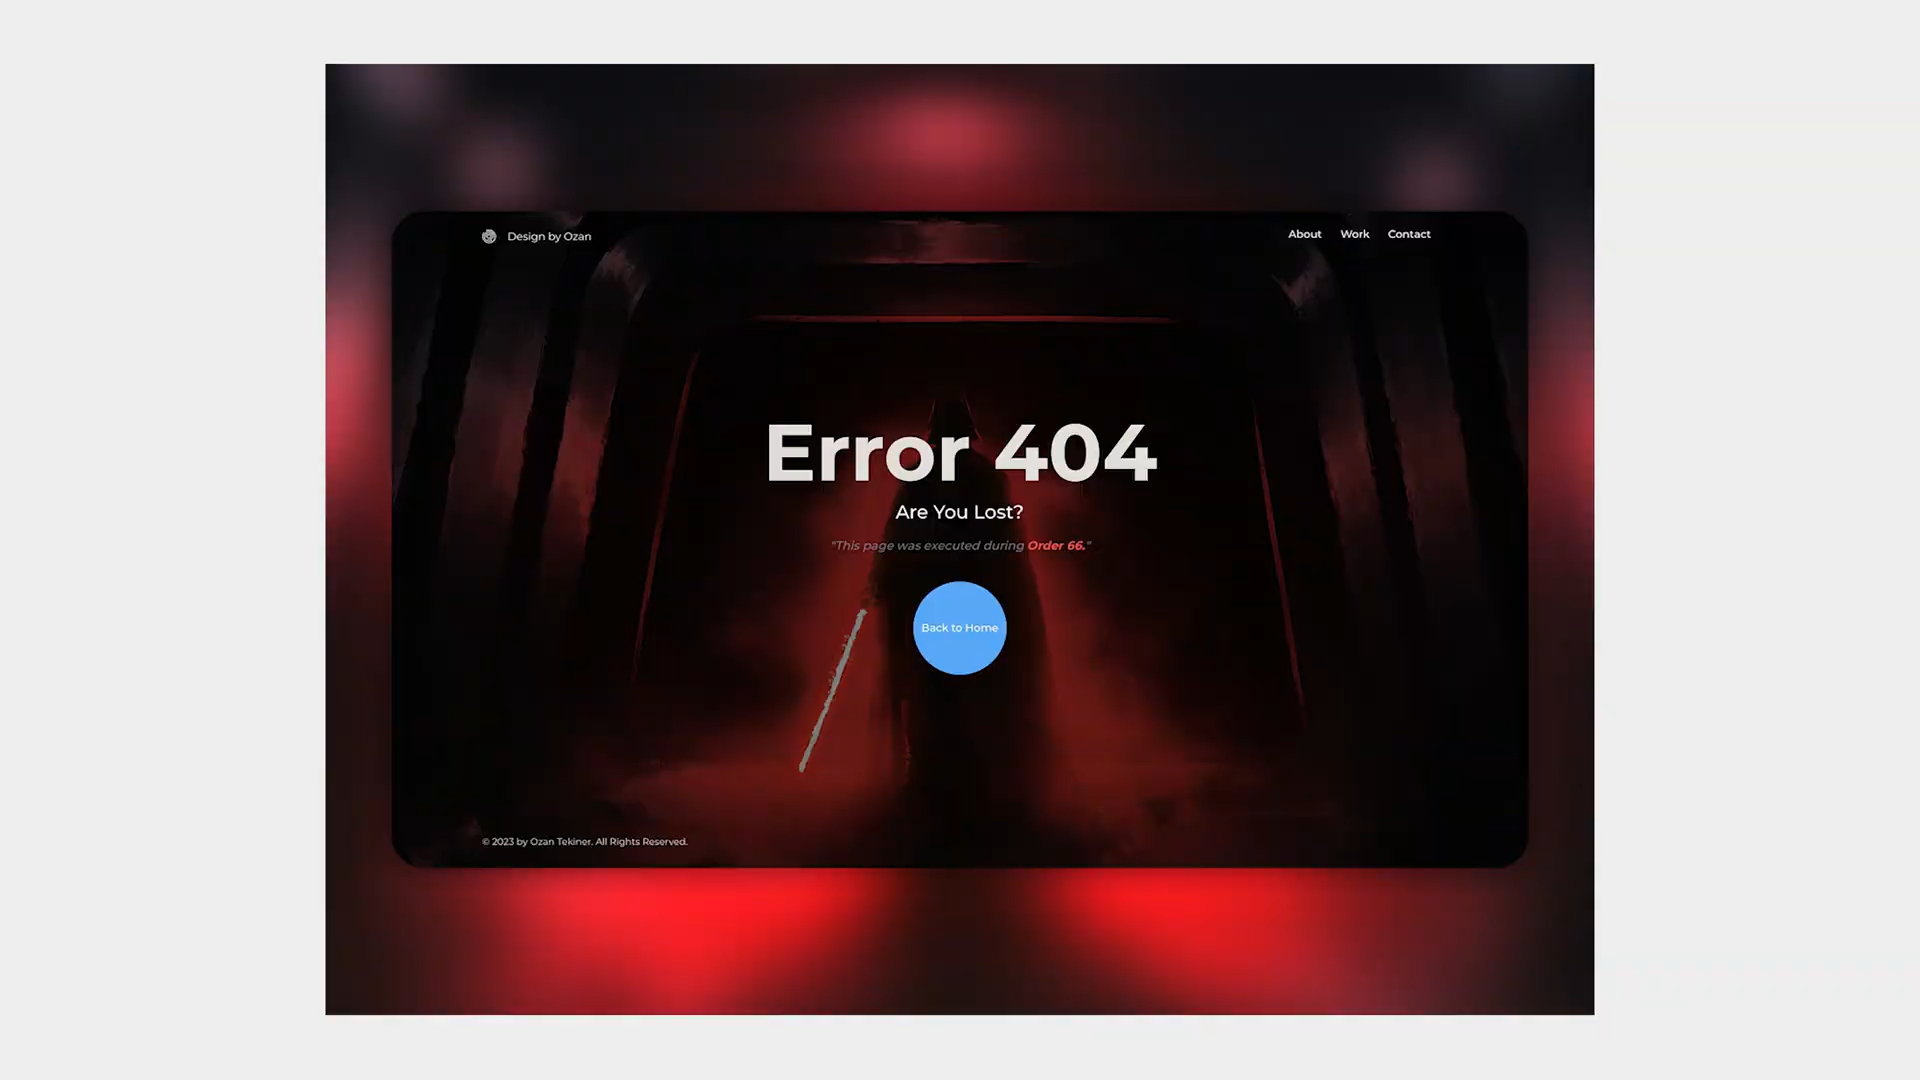 Design by Ozan
About Work Contact
Error 404
Are You Lost?
"This page was executed during Order 66."
Back to Home
© 2023 by Ozan Tekiner. All Rights Reserved.